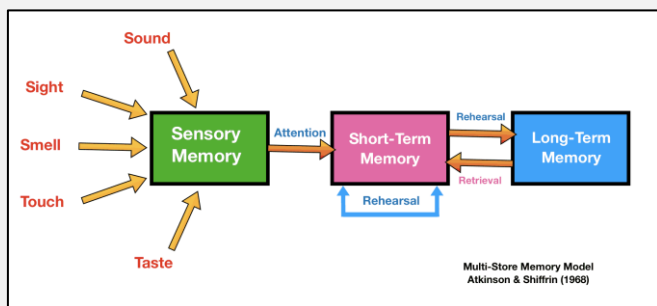 Sound
Sight
Smell
Touch
Taste
Sensory
Memory
Attention
Short-Term
Memory
Rehearsal
Rehearsal
Retrieval
Long-Term
Memory
Multi-Store Memory Model
Atkinson & Shiffrin (1968)